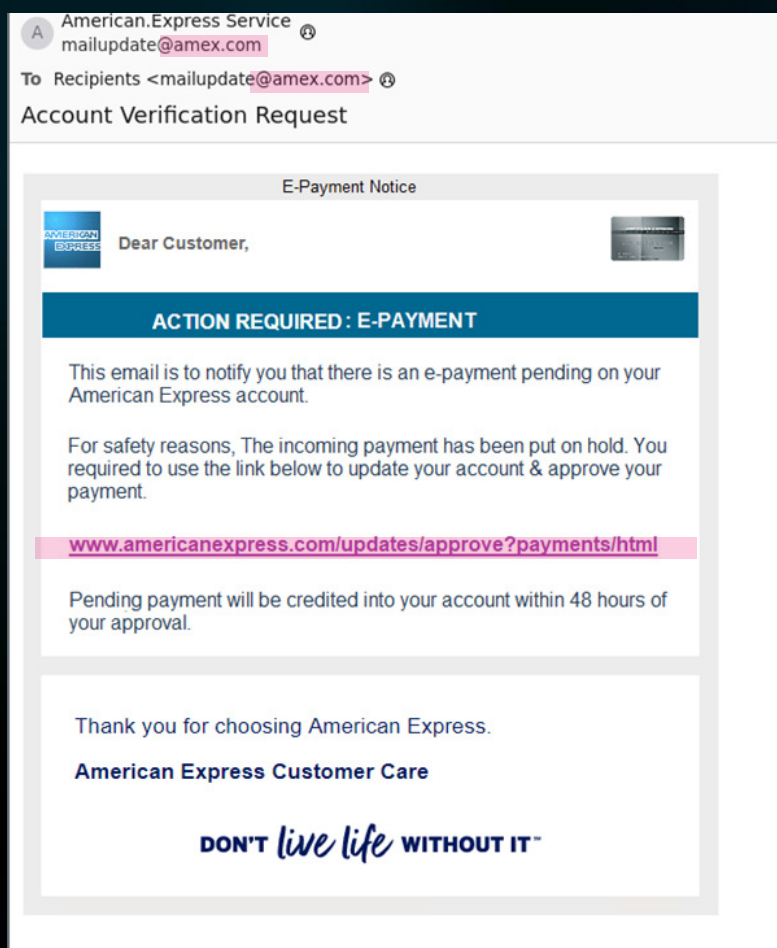 A
American.Express Service
mailupdate@amex.com
To Recipients <mailupdate@amex.com>
Account Verification Request
E-Payment Notice
AMERICAN
EXPRESS
Dear Customer,
ACTION REQUIRED: E-PAYMENT
This email is to notify you that there is an e-payment pending on your
American Express account.
For safety reasons, The incoming payment has been put on hold. You
required to use the link below to update your account & approve your
payment.
www.americanexpress.com/updates/approve?payments/html
Pending payment will be credited into your account within 48 hours of
your approval.
Thank you for choosing American Express.
American Express Customer Care
DON'T live life WITHOUT IT™